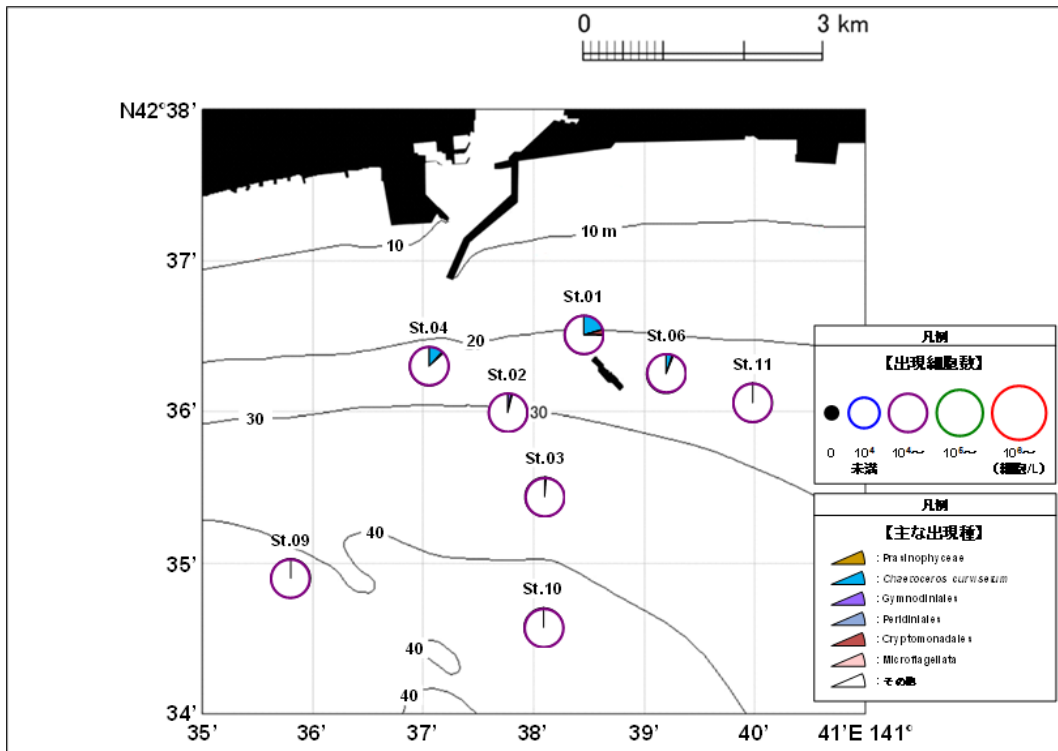 0 3 km
N42°38’
10
10 m
37’
St.01
St.04
20
St.06
St.02
St.11
36’
30
30
St.03
40
St.09
35’
St.10
40
40
34’
35’ 36’ 37’ 38’ 39’ 40’ 41’E 141°
凡例
【出現細胞数】
0 10⁴ 10⁴～ 10⁵～ 10⁶～
未満 (細胞/L)
凡例
【主な出現種】
: Prasinophyceae
: Chaetoceros curvisetum
: Gymnodiniales
: Peridiniales
: Cryptomonadales
: Microflagellata
: その他